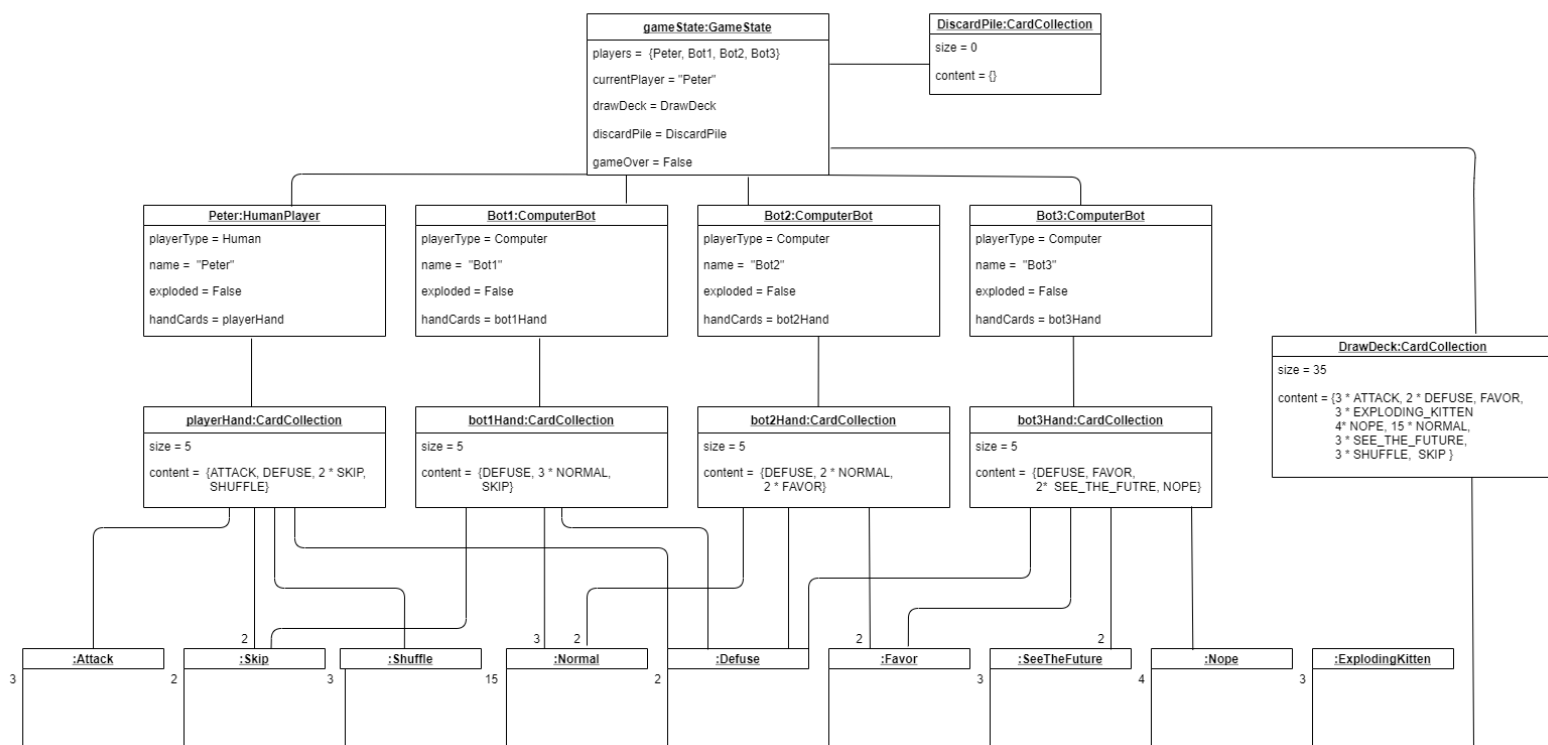 gameState:GameState
players =  {Peter, Bot1, Bot2, Bot3}
currentPlayer = "Peter"
drawDeck = DrawDeck
discardPile = DiscardPile
gameOver = False
DiscardPile:CardCollection
size = 0
content = {}
Peter:HumanPlayer
playerType = Human
name =  "Peter"
exploded = False
handCards = playerHand
Bot1:ComputerBot
playerType = Computer
name =  "Bot1"
exploded = False
handCards = bot1Hand
Bot2:ComputerBot
playerType = Computer
name =  "Bot2"
exploded = False
handCards = bot2Hand
Bot3:ComputerBot
playerType = Computer
name =  "Bot3"
exploded = False
handCards = bot3Hand
DrawDeck:CardCollection
size = 35
content = {3 * ATTACK, 2 * DEFUSE, FAVOR,
3 * EXPLODING_KITTEN
4* NOPE, 15 * NORMAL,
3 * SEE_THE_FUTURE,
3 * SHUFFLE,  SKIP }
playerHand:CardCollection
size = 5
content =  {ATTACK, DEFUSE, 2 * SKIP,
SHUFFLE}
bot1Hand:CardCollection
size = 5
content =  {DEFUSE, 3 * NORMAL,
SKIP}
bot2Hand:CardCollection
size = 5
content =  {DEFUSE, 2 * NORMAL,
2 * FAVOR}
bot3Hand:CardCollection
size = 5
content =  {DEFUSE, FAVOR,
2*  SEE_THE_FUTRE, NOPE}
2
3
2
2
2
:Attack
:Skip
:Shuffle
:Normal
:Defuse
:Favor
:SeeTheFuture
:Nope
:ExplodingKitten
3
2
3
15
2
3
4
3